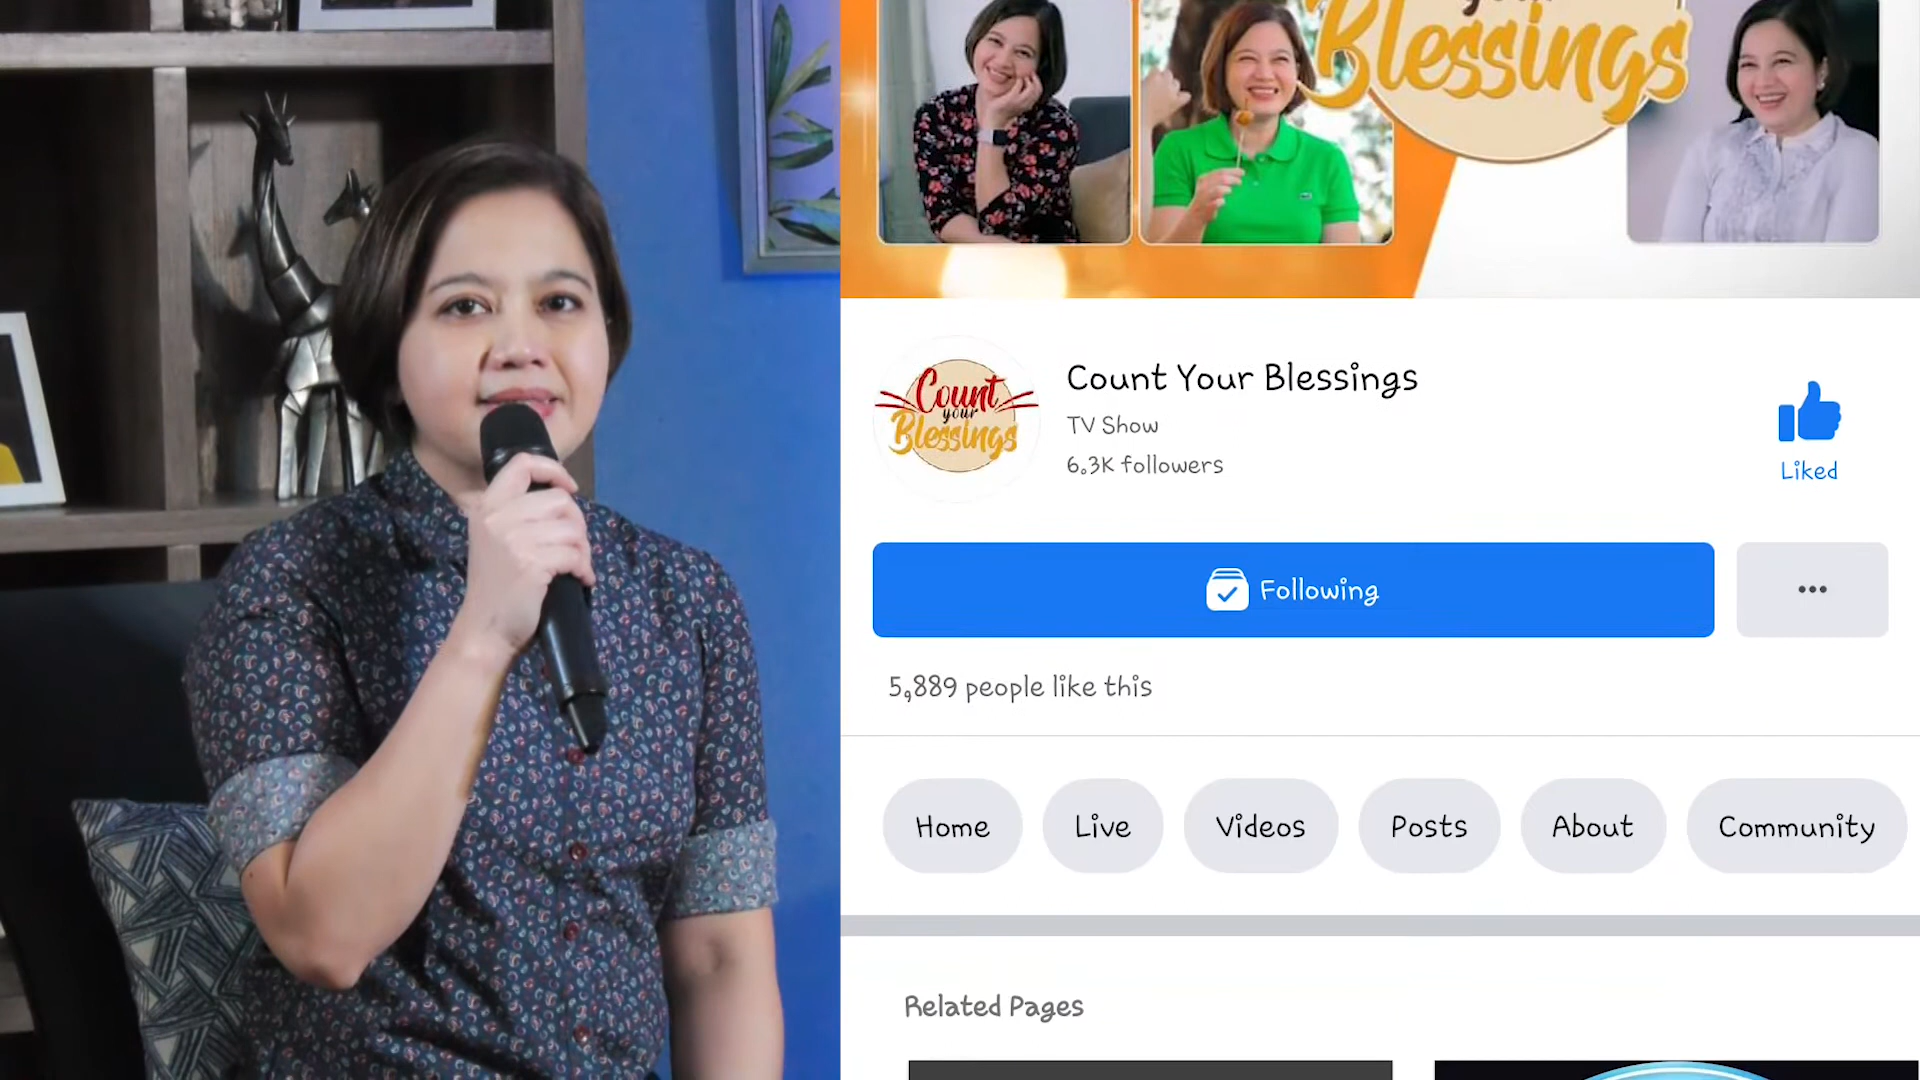 your
Blessings
Count
your
Blessings
Count Your Blessings
TV Show
6.3K followers
Liked
Following
5,889 people like this
Home
Live
Videos
Posts
About
Community
Related Pages